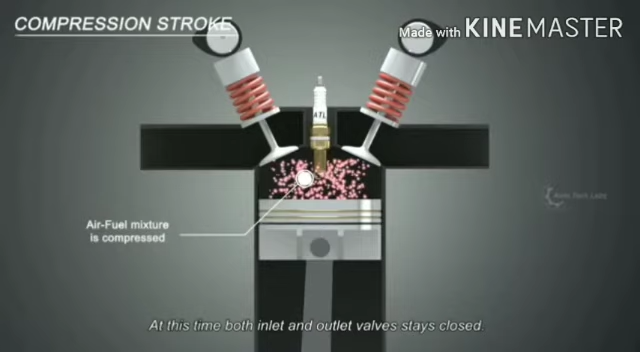 COMPRESSION STROKE
Made with KINEMASTER
ATL
Air-Fuel mixture
is compressed
At this time both inlet and outlet valves stays closed.